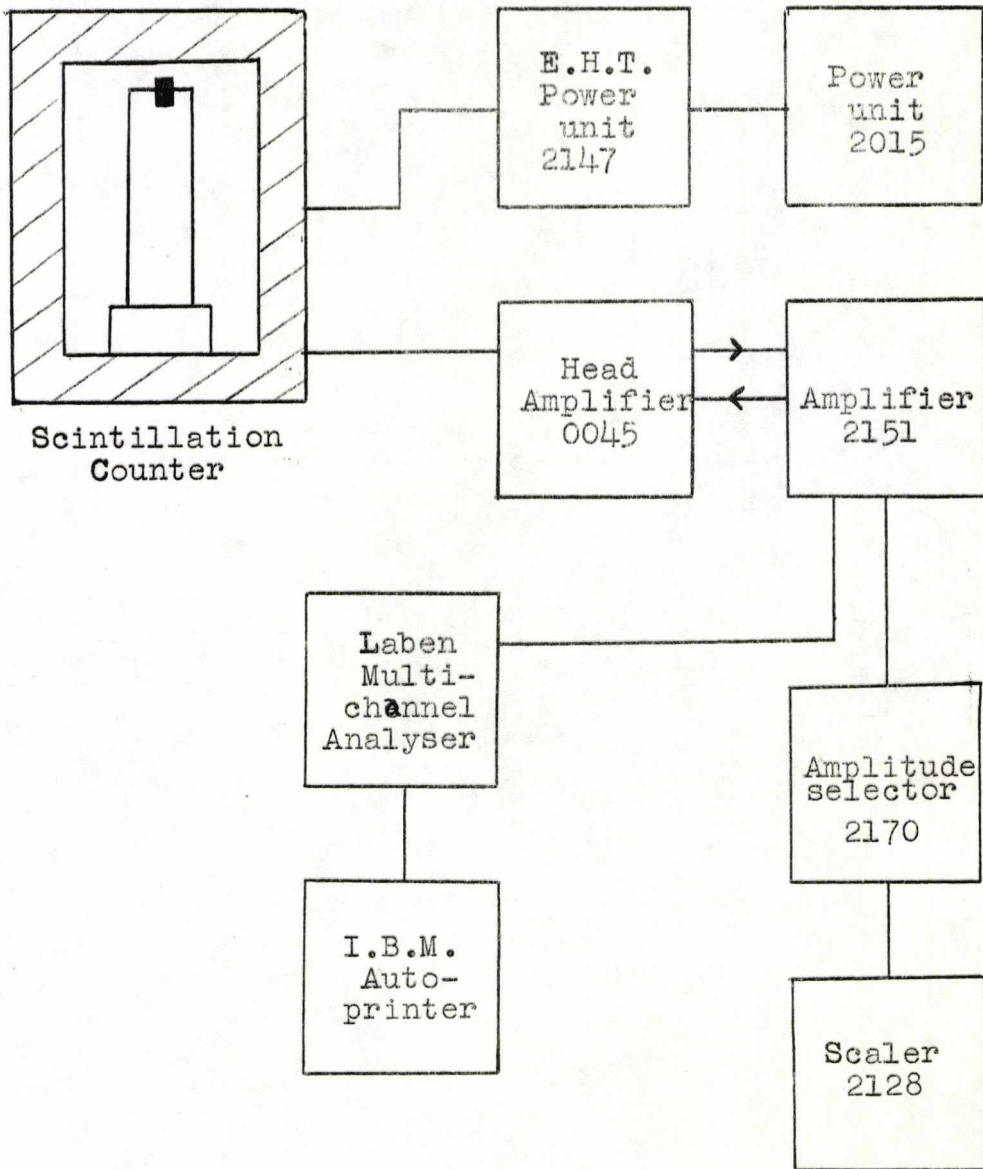 E.H.T.
Power
unit
2147
Power
unit
2015
Scintillation
Counter
Head
Amplifier
0045
Amplifier
2151
Laben
Multi-
channel
Analyser
Amplitude
selector
2170
I.B.M.
Auto-
printer
Scaler
2128